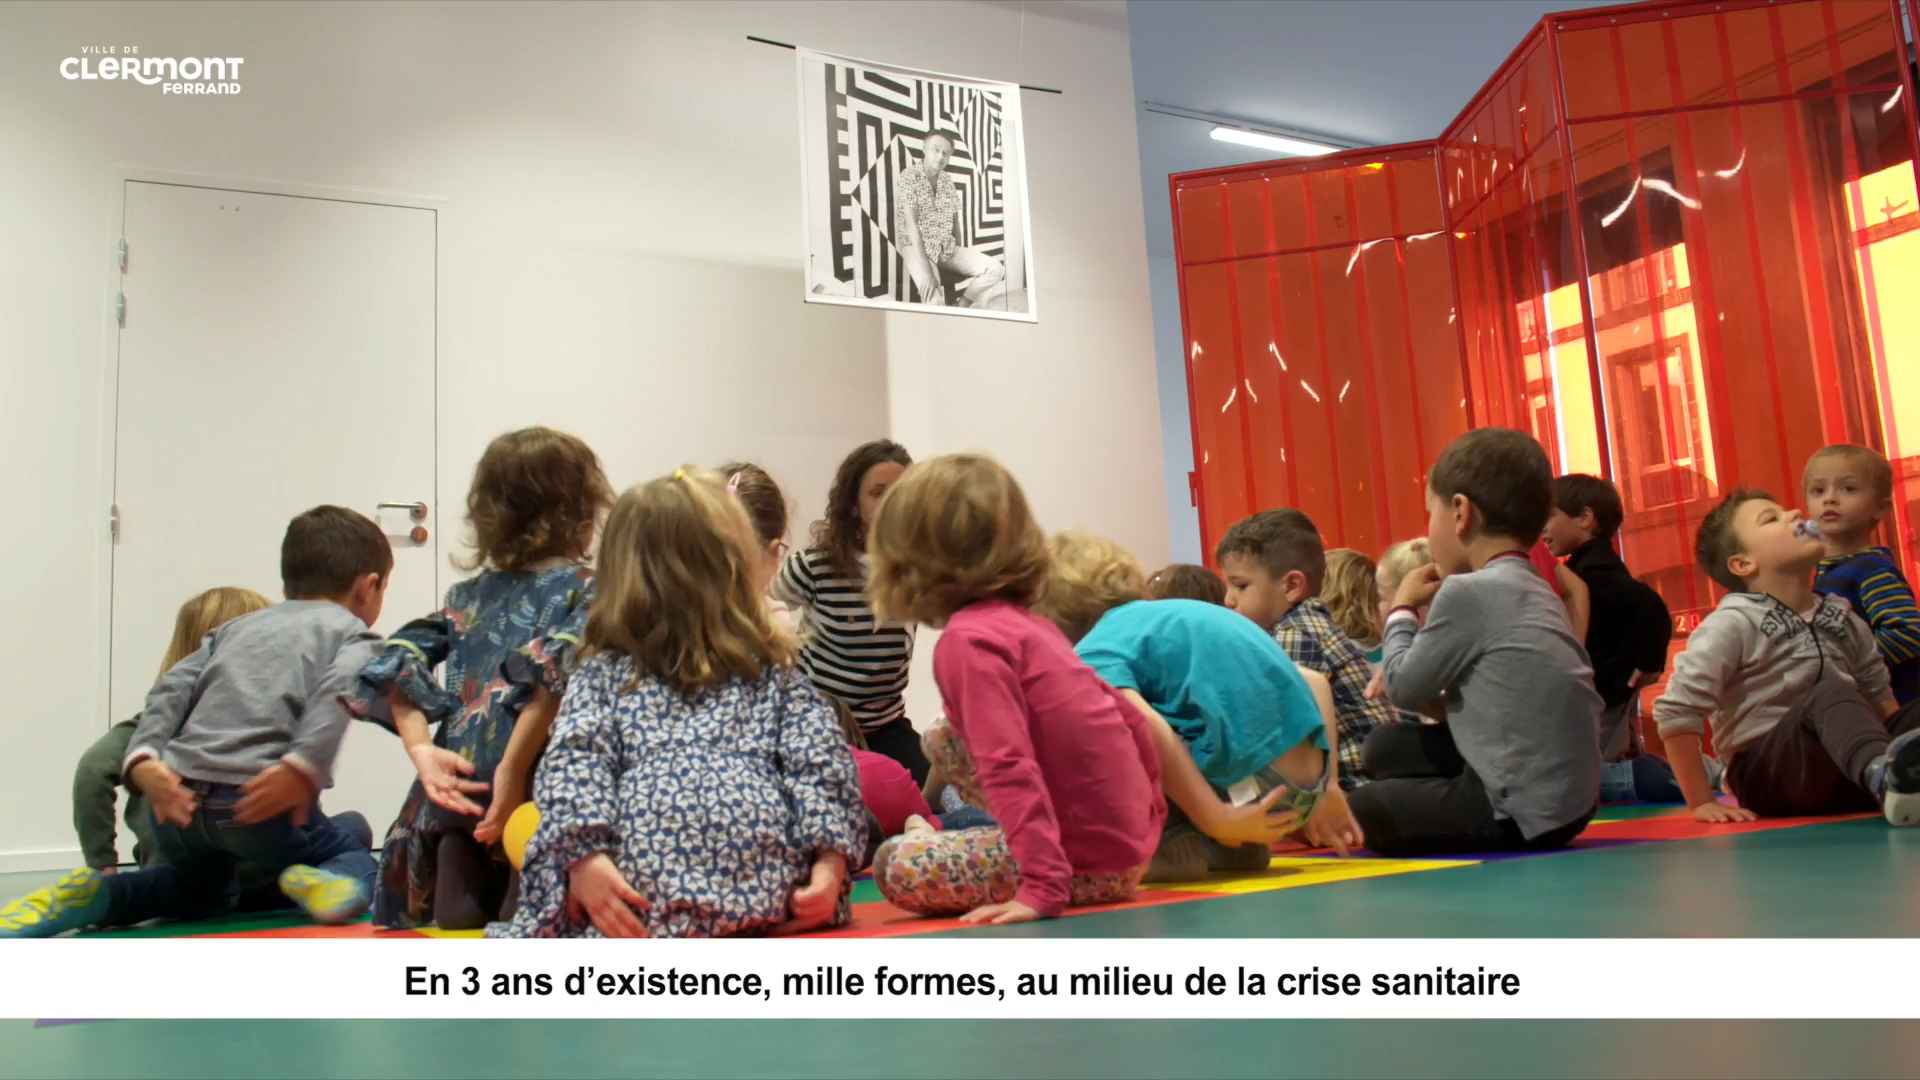 VILLE DE
CLERMONT
FERRAND
En 3 ans d’existence, mille formes, au milieu de la crise sanitaire